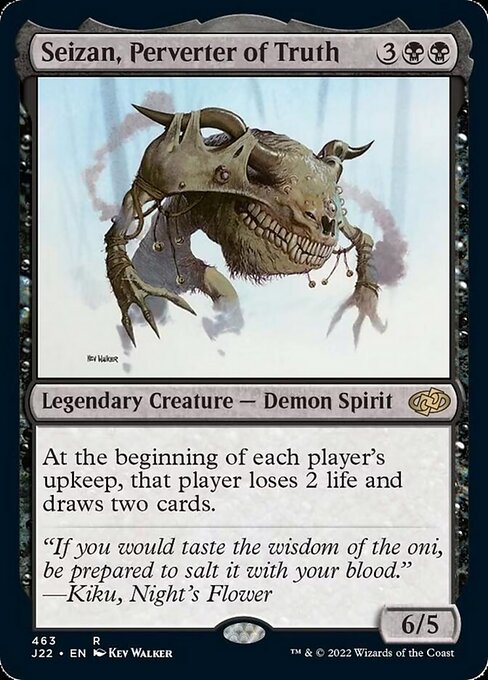 Seizan, Perverter of Truth 3
Kev Walker
Legendary Creature — Demon Spirit
At the beginning of each player's
upkeep, that player loses 2 life and
draws two cards.
“If you would taste the wisdom of the oni,
be prepared to salt it with your blood.”
—Kiku, Night's Flower
6/5
463 R
J22 • EN Kev Walker
™ & © 2022 Wizards of the Coast